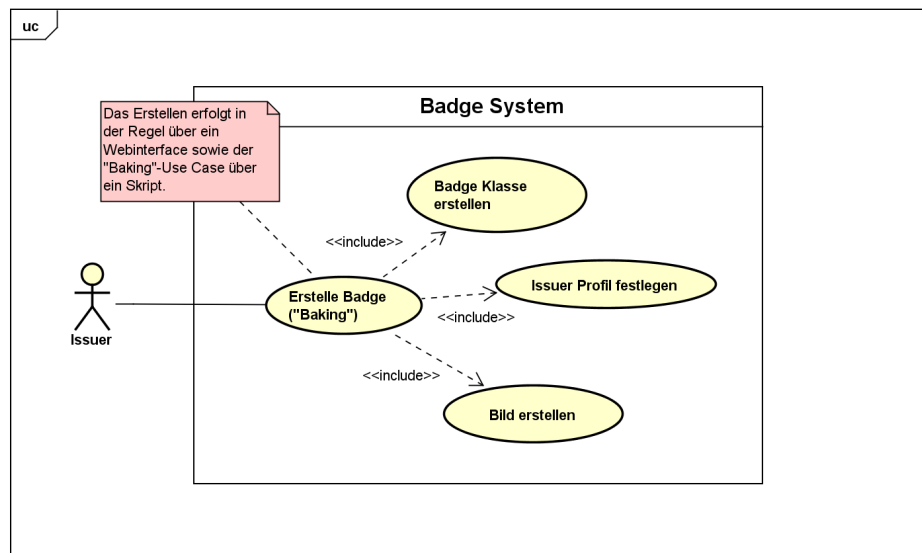 uc
Badge System
Das Erstellen erfolgt in
der Regel über ein
Webinterface sowie der
"Baking"-Use Case über
ein Skript.
Badge Klasse
erstellen
<<include>>
Issuer Profil festlegen
Erstelle Badge
("Baking")
<<include>>
Issuer
<<include>>
Bild erstellen